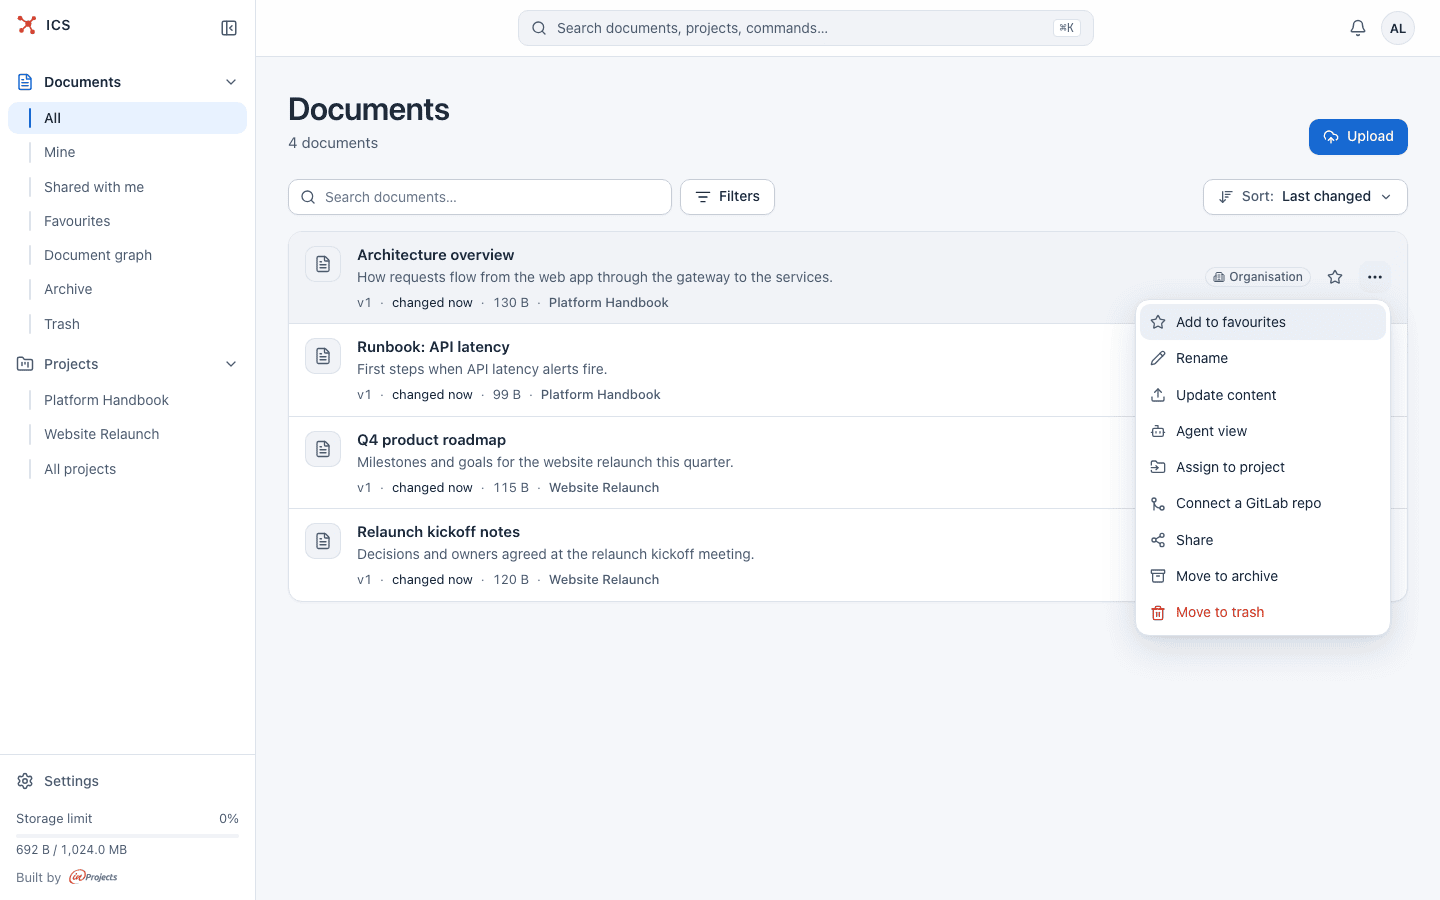 ICS
Search documents, projects, commands...
⌘K
AL
Documents
All
Mine
Shared with me
Favourites
Document graph
Archive
Trash
Projects
Platform Handbook
Website Relaunch
All projects
Settings
Storage limit 0%
692 B / 1,024.0 MB
Built by inProjects
Documents
4 documents
Upload
Search documents...
Filters
Sort: Last changed
Architecture overview
How requests flow from the web app through the gateway to the services.
v1 · changed now · 130 B · Platform Handbook
Organisation
Runbook: API latency
First steps when API latency alerts fire.
v1 · changed now · 99 B · Platform Handbook
Q4 product roadmap
Milestones and goals for the website relaunch this quarter.
v1 · changed now · 115 B · Website Relaunch
Relaunch kickoff notes
Decisions and owners agreed at the relaunch kickoff meeting.
v1 · changed now · 120 B · Website Relaunch
Add to favourites
Rename
Update content
Agent view
Assign to project
Connect a GitLab repo
Share
Move to archive
Move to trash